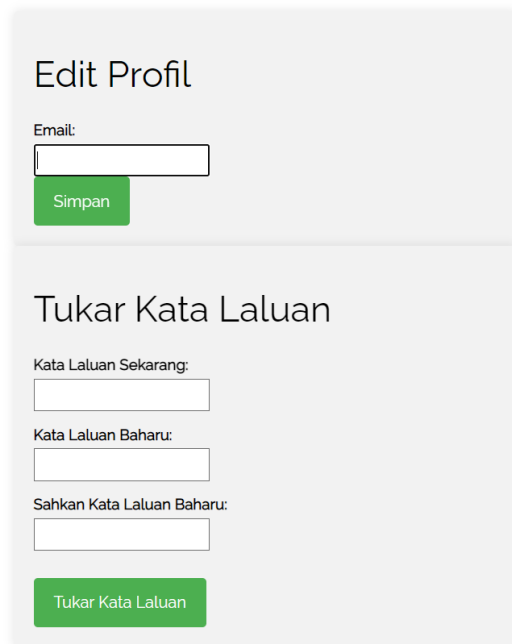 Edit Profil
Email:
Simpan
Tukar Kata Laluan
Kata Laluan Sekarang:
Kata Laluan Baharu:
Sahkan Kata Laluan Baharu:
Tukar Kata Laluan